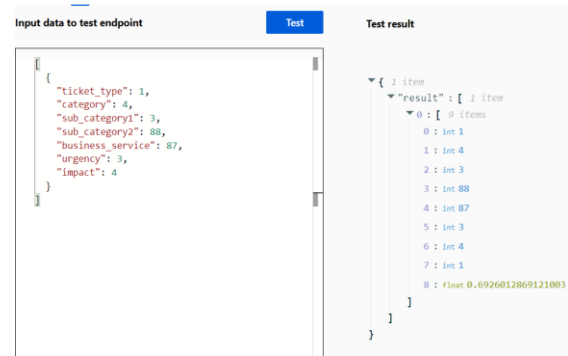 Input data to test endpoint
Test
[
{
"ticket_type": 1,
"category": 4,
"sub_category1": 3,
"sub_category2": 88,
"business_service": 87,
"urgency": 3,
"impact": 4
}
]
Test result
{ 1 item
"result" : [ 1 item
0 : [ 9 items
0 : int 1
1 : int 4
2 : int 3
3 : int 88
4 : int 87
5 : int 3
6 : int 4
7 : int 1
8 : float 0.6926012869121003
]
]
}